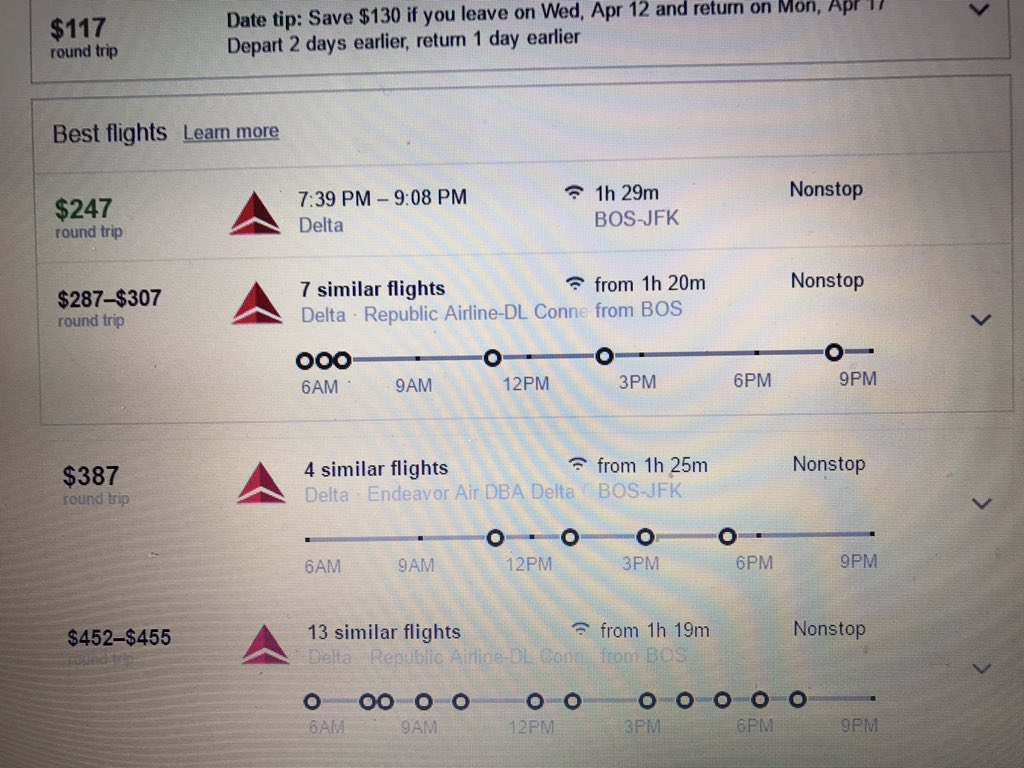 $117
round trip
Date tip: Save $130 if you leave on Wed, Apr 12 and return on Mon, Apr 17
Depart 2 days earlier, return 1 day earlier
Best flights Learn more
$247
round trip
7:39 PM – 9:08 PM
Delta
1h 29m
BOS-JFK
Nonstop
$287–$307
round trip
7 similar flights
Delta · Republic Airline-DL Conne
from 1h 20m
from BOS
Nonstop
6AM 9AM 12PM 3PM 6PM 9PM
$387
round trip
4 similar flights
Delta · Endeavor Air DBA Delta C
from 1h 25m
BOS-JFK
Nonstop
6AM 9AM 12PM 3PM 6PM 9PM
$452–$455
round trip
13 similar flights
Delta · Republic Airline-DL Conn
from 1h 19m
from BOS
Nonstop
6AM 9AM 12PM 3PM 6PM 9PM